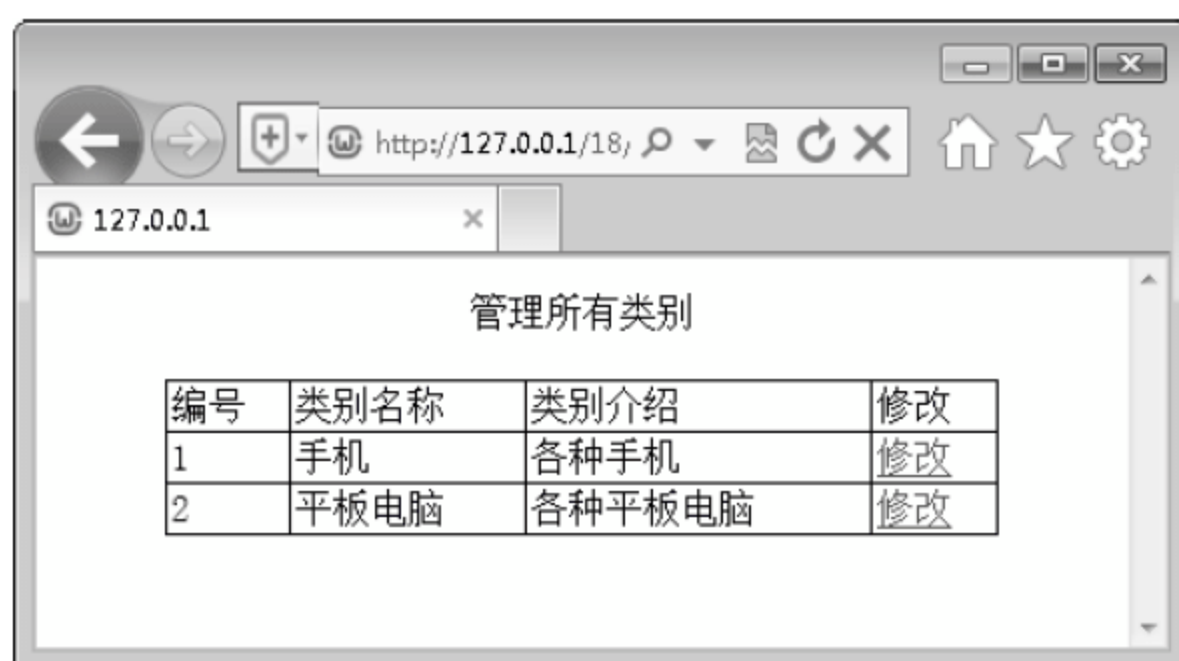 http://127.0.0.1/18/
127.0.0.1
管理所有类别
编号 类别名称 类别介绍 修改
1 手机 各种手机 修改
2 平板电脑 各种平板电脑 修改